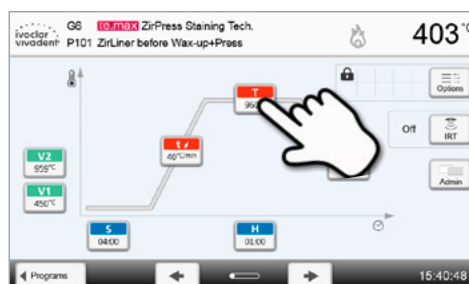 ivoclar
vivadent
G6 IPS e.max ZirPress Staining Tech.
P101 ZirLiner before Wax-up+Press
403°
T
960
Options
t
40°C/min
Off
IRT
V2
959°C
V1
450°C
Admin
S
04:00
H
01:00
Programs
15:40:48